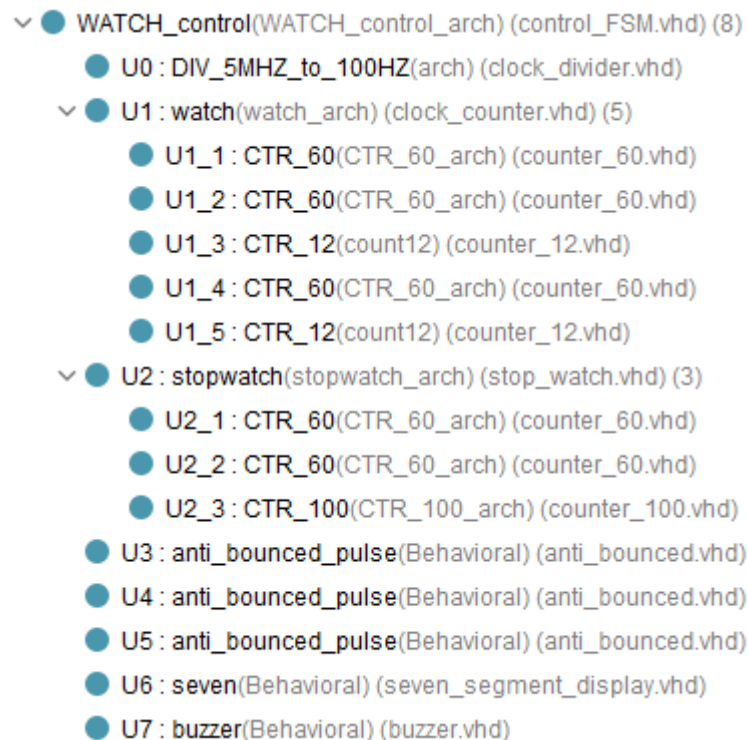 WATCH_control(WATCH_control_arch) (control_FSM.vhd) (8)
U0 : DIV_5MHZ_to_100HZ(arch) (clock_divider.vhd)
U1 : watch(watch_arch) (clock_counter.vhd) (5)
U1_1 : CTR_60(CTR_60_arch) (counter_60.vhd)
U1_2 : CTR_60(CTR_60_arch) (counter_60.vhd)
U1_3 : CTR_12(count12) (counter_12.vhd)
U1_4 : CTR_60(CTR_60_arch) (counter_60.vhd)
U1_5 : CTR_12(count12) (counter_12.vhd)
U2 : stopwatch(stopwatch_arch) (stop_watch.vhd) (3)
U2_1 : CTR_60(CTR_60_arch) (counter_60.vhd)
U2_2 : CTR_60(CTR_60_arch) (counter_60.vhd)
U2_3 : CTR_100(CTR_100_arch) (counter_100.vhd)
U3 : anti_bounced_pulse(Behavioral) (anti_bounced.vhd)
U4 : anti_bounced_pulse(Behavioral) (anti_bounced.vhd)
U5 : anti_bounced_pulse(Behavioral) (anti_bounced.vhd)
U6 : seven(Behavioral) (seven_segment_display.vhd)
U7 : buzzer(Behavioral) (buzzer.vhd)